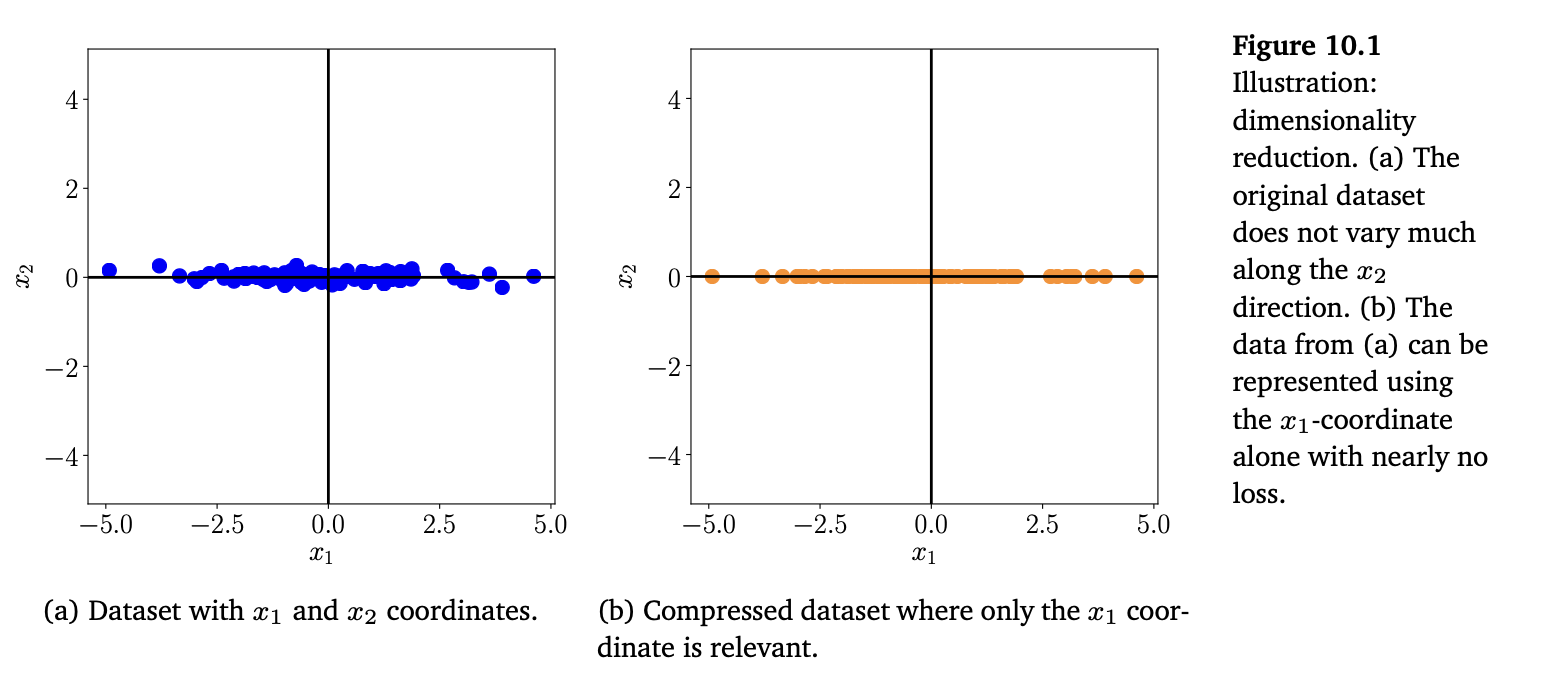 4
2
0
−2
−4
x2
−5.0 −2.5 0.0 2.5 5.0
x1
(a) Dataset with x1 and x2 coordinates.
4
2
0
−2
−4
x2
−5.0 −2.5 0.0 2.5 5.0
x1
(b) Compressed dataset where only the x1 coor-
dinate is relevant.
Figure 10.1
Illustration:
dimensionality
reduction. (a) The
original dataset
does not vary much
along the x2
direction. (b) The
data from (a) can be
represented using
the x1-coordinate
alone with nearly no
loss.